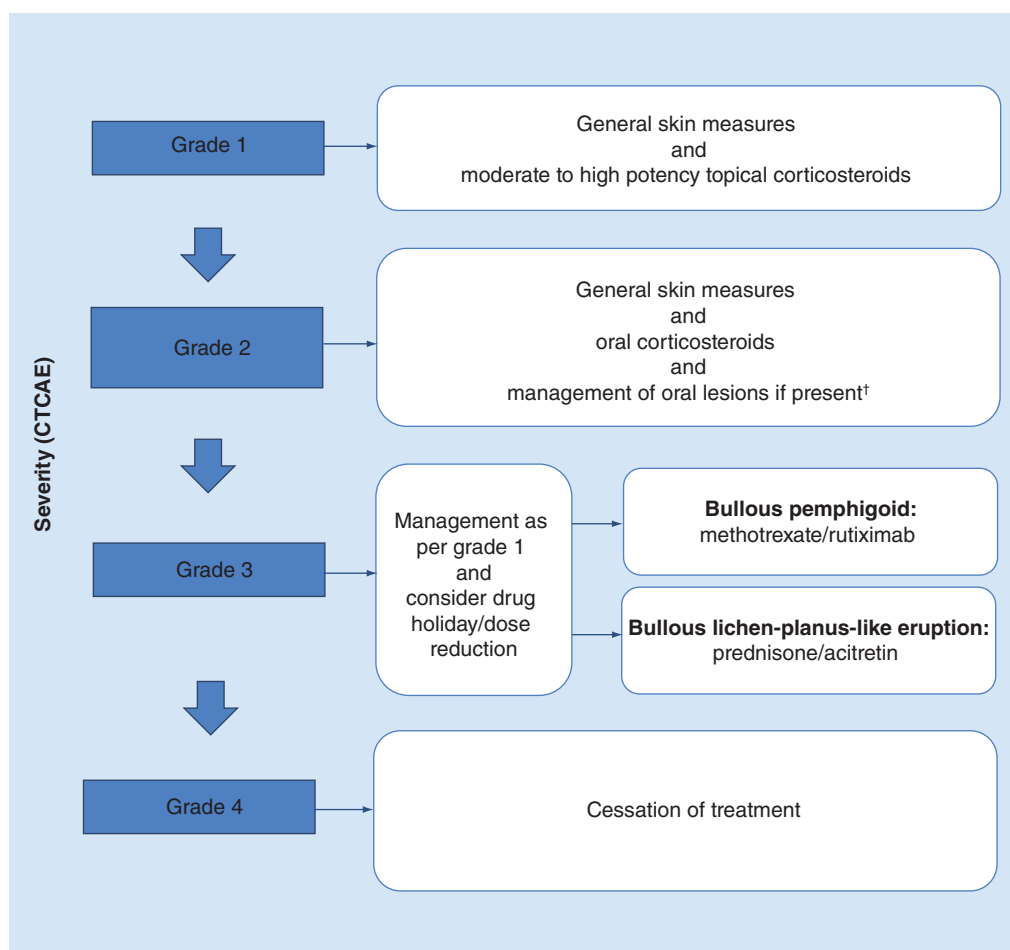 Severity (CTCAE)
Grade 1
General skin measures
and
moderate to high potency topical corticosteroids
Grade 2
General skin measures
and
oral corticosteroids
and
management of oral lesions if present†
Grade 3
Management as
per grade 1
and
consider drug
holiday/dose
reduction
Bullous pemphigoid:
methotrexate/rutiximab
Bullous lichen-planus-like eruption:
prednisone/acitretin
Grade 4
Cessation of treatment